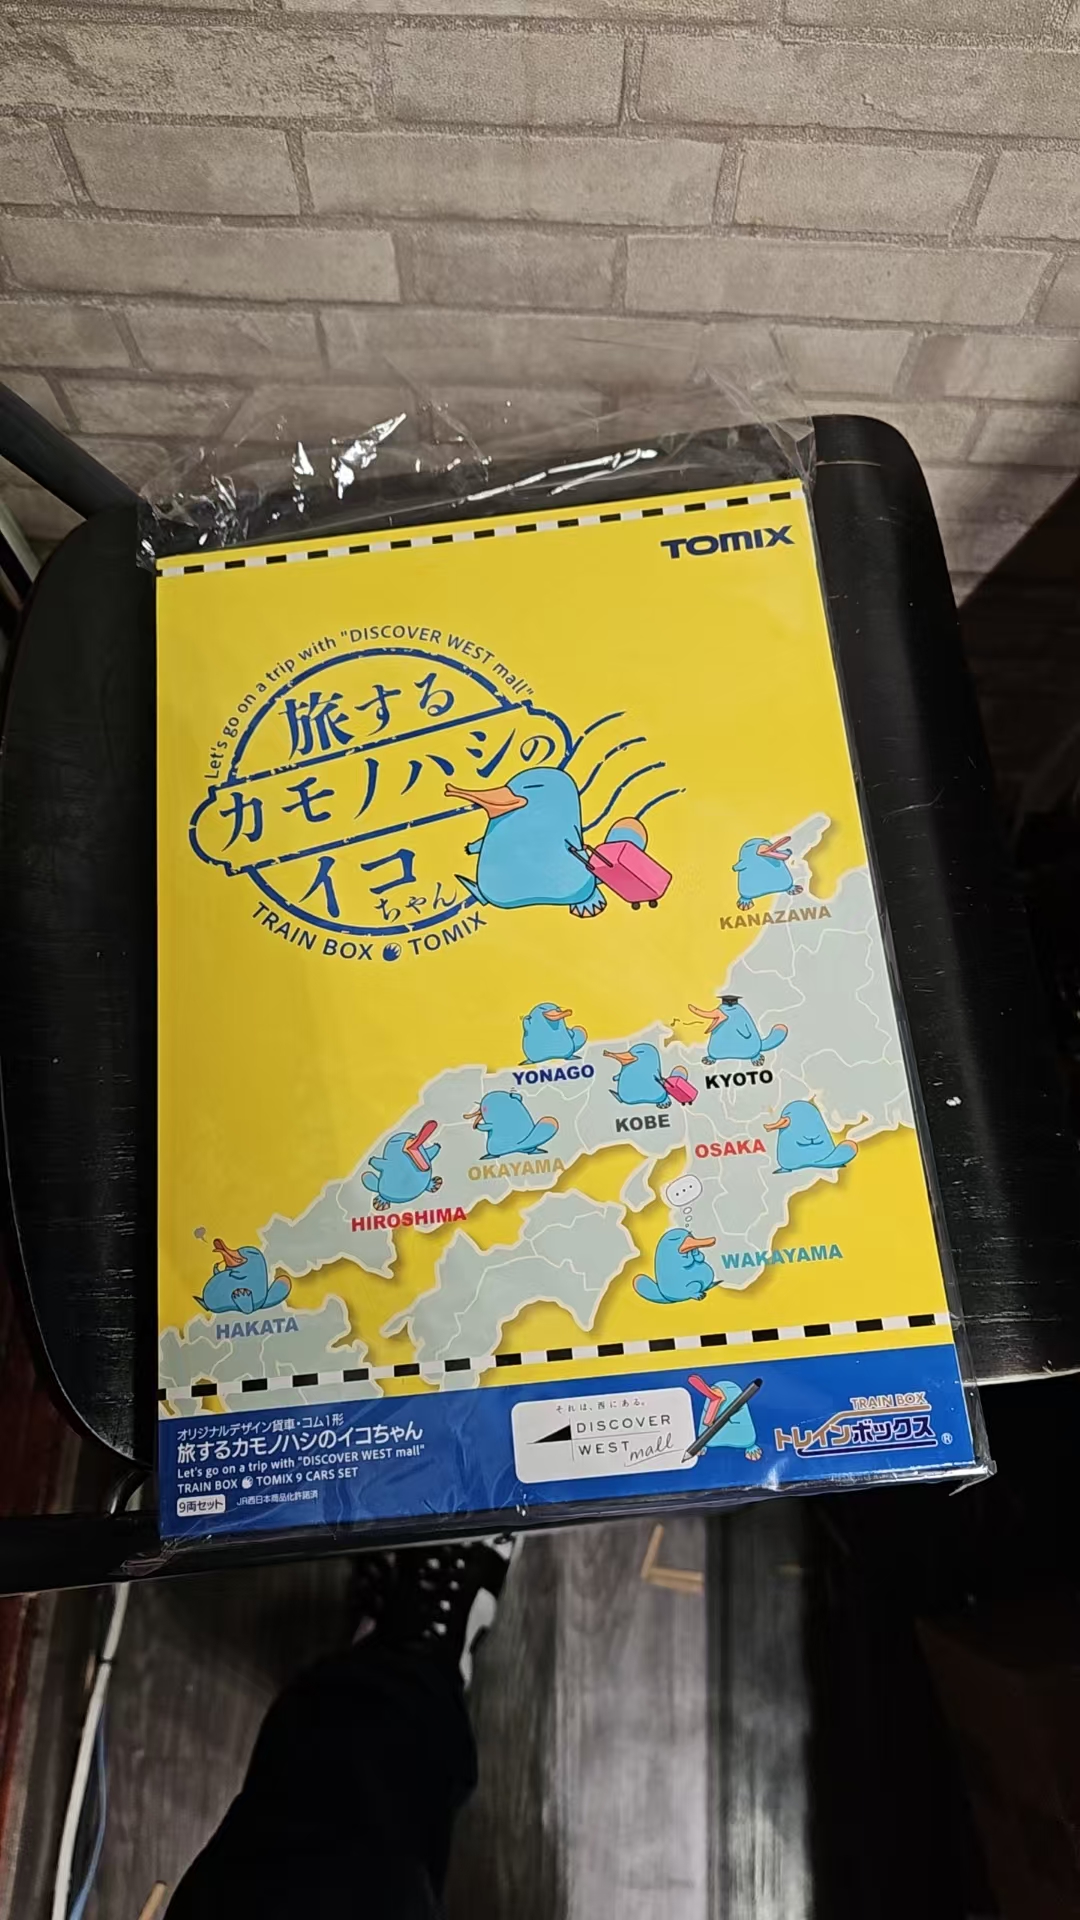 TOMIX
Let's go on a trip with "DISCOVER WEST mall"
旅する
カモノハシの
イコ
ちゃん
TRAIN BOX TOMIX
KANAZAWA
YONAGO
KYOTO
KOBE
OSAKA
OKAYAMA
HIROSHIMA
WAKAYAMA
HAKATA
オリジナルデザイン貨車・コム1形
旅するカモノハシのイコちゃん
Let's go on a trip with "DISCOVER WEST mall"
TRAIN BOX TOMIX 9 CARS SET
9両セット JR西日本商品化許諾済
それは、西にある。
DISCOVER
WEST mall
TRAIN BOX
トレインボックス®